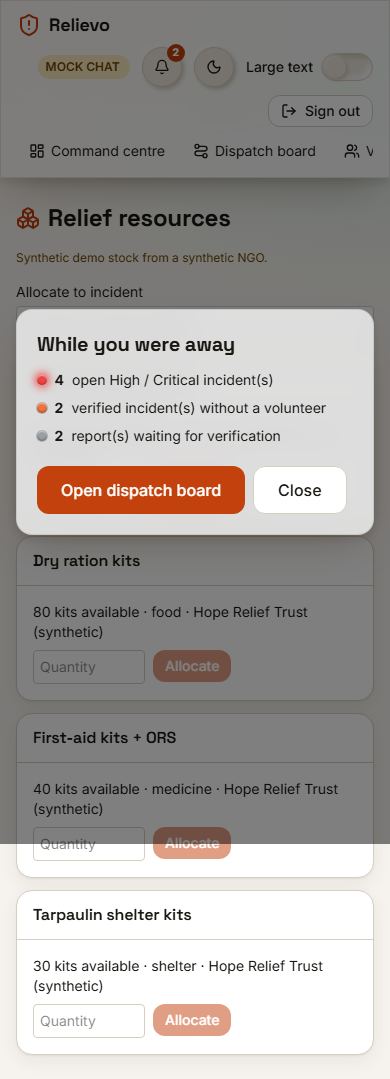 Relievo
MOCK CHAT
2
Large text
Sign out
Command centre
Dispatch board
V
Relief resources
Synthetic demo stock from a synthetic NGO.
Allocate to incident
While you were away
4 open High / Critical incident(s)
2 verified incident(s) without a volunteer
2 report(s) waiting for verification
Open dispatch board
Close
Dry ration kits
80 kits available · food · Hope Relief Trust
(synthetic)
Quantity
Allocate
First-aid kits + ORS
40 kits available · medicine · Hope Relief Trust
(synthetic)
Quantity
Allocate
Tarpaulin shelter kits
30 kits available · shelter · Hope Relief Trust
(synthetic)
Quantity
Allocate